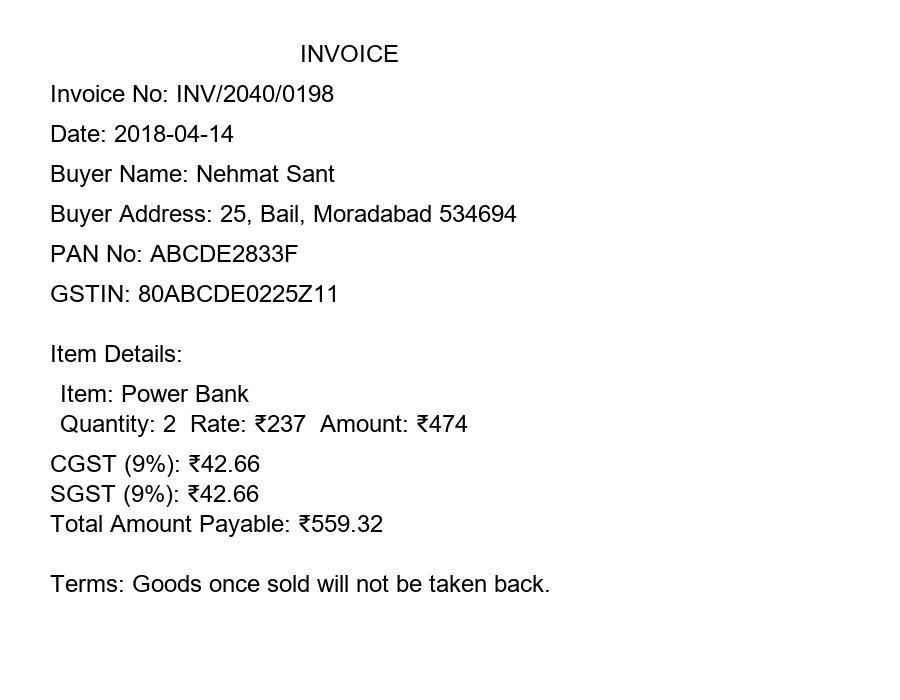 INVOICE
Invoice No: INV/2040/0198
Date: 2018-04-14
Buyer Name: Nehmat Sant
Buyer Address: 25, Bail, Moradabad 534694
PAN No: ABCDE2833F
GSTIN: 80ABCDE0225Z11
Item Details:
Item: Power Bank
Quantity: 2  Rate: ₹237  Amount: ₹474
CGST (9%): ₹42.66
SGST (9%): ₹42.66
Total Amount Payable: ₹559.32
Terms: Goods once sold will not be taken back.